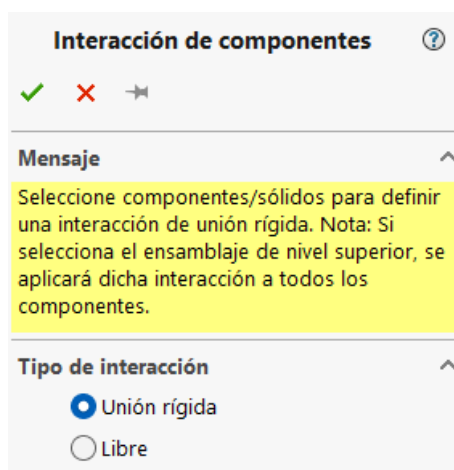 Interacción de componentes
Mensaje
Seleccione componentes/sólidos para definir
una interacción de unión rígida. Nota: Si
selecciona el ensamblaje de nivel superior, se
aplicará dicha interacción a todos los
componentes.
Tipo de interacción
Unión rígida
Libre